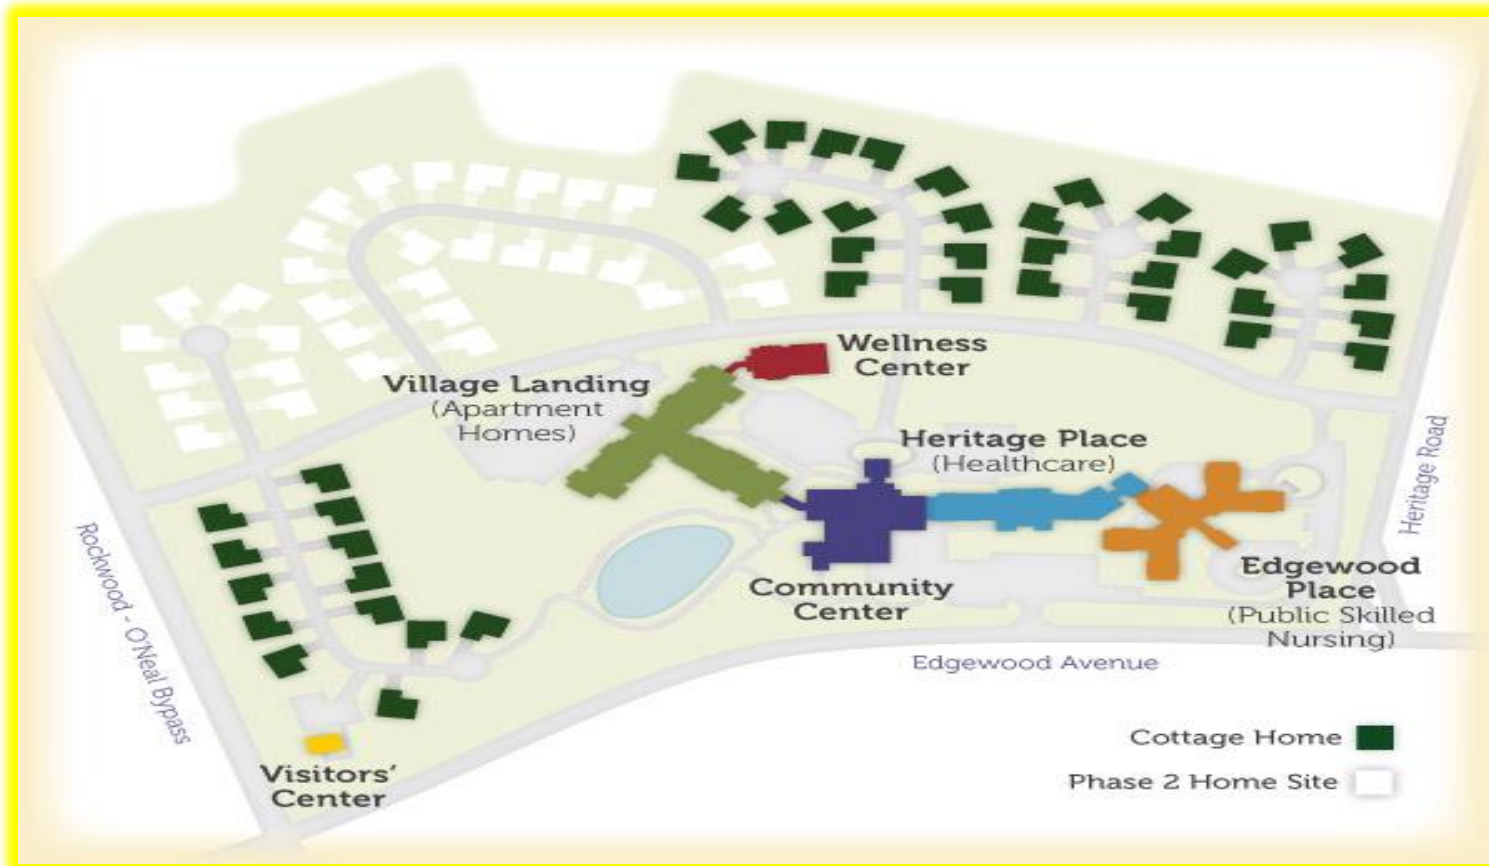 Wellness
Center
Village Landing
(Apartment
Homes)
Heritage Place
(Healthcare)
Heritage Road
Rockwood - O'Neal Bypass
Community
Center
Edgewood
Place
(Public Skilled
Nursing)
Edgewood Avenue
Cottage Home
Phase 2 Home Site
Visitors'
Center